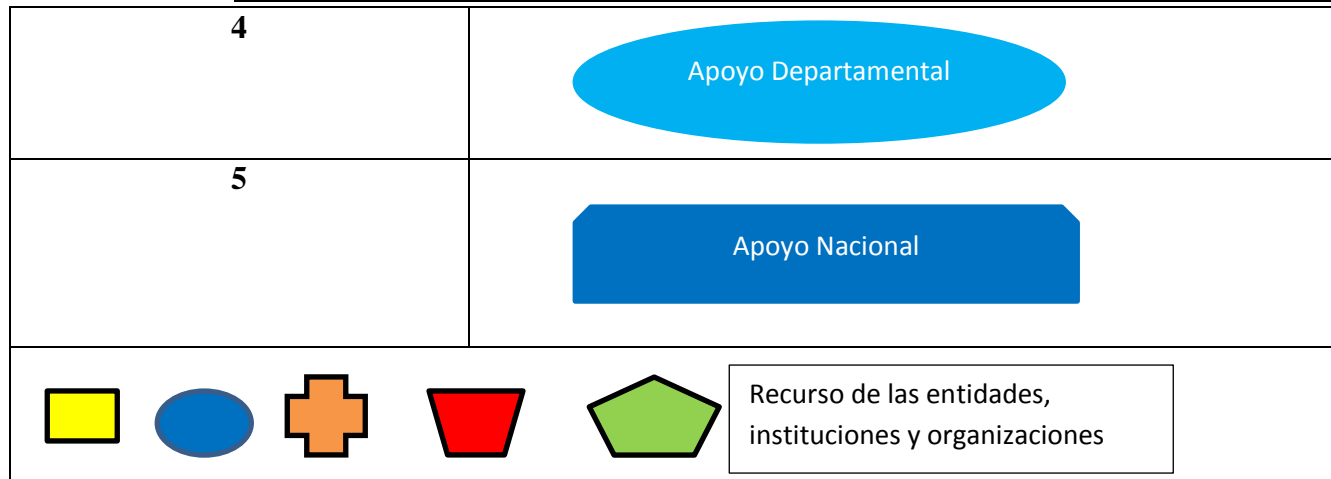 4
Apoyo Departamental
5
Apoyo Nacional
Recurso de las entidades,
instituciones y organizaciones